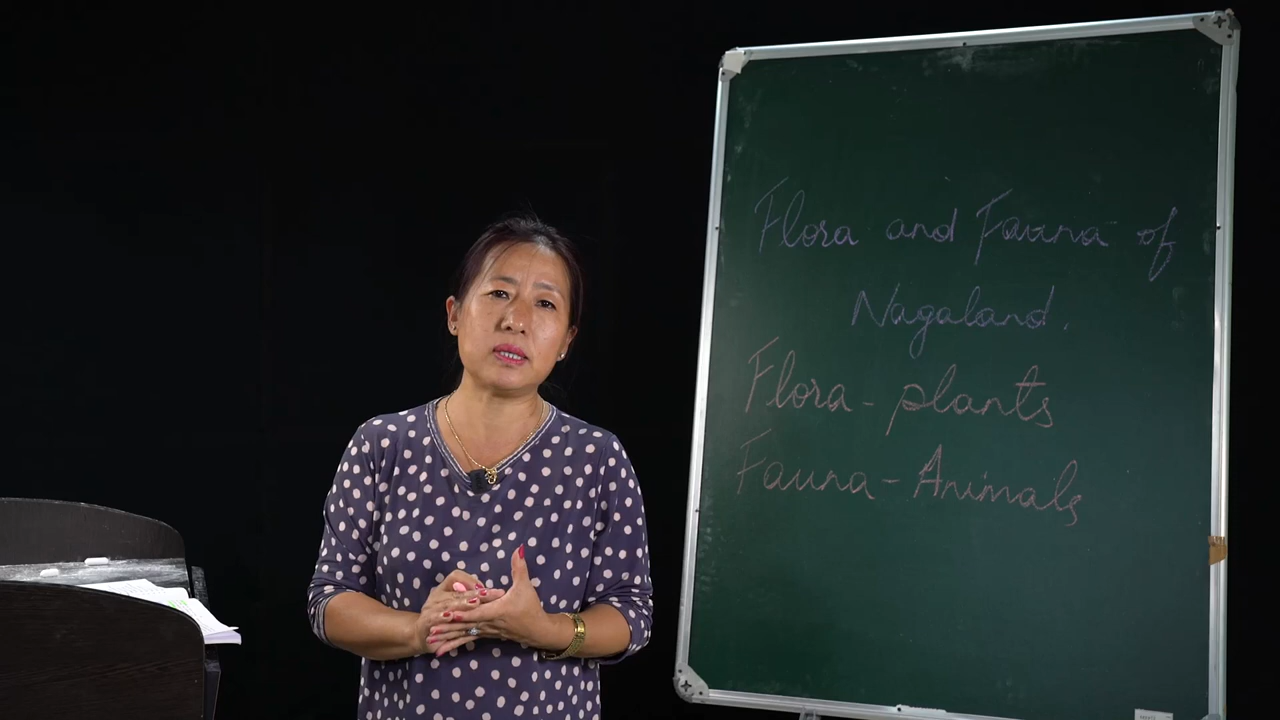 Flora and Fauna of
Nagaland.
Flora - plants
Fauna - Animals